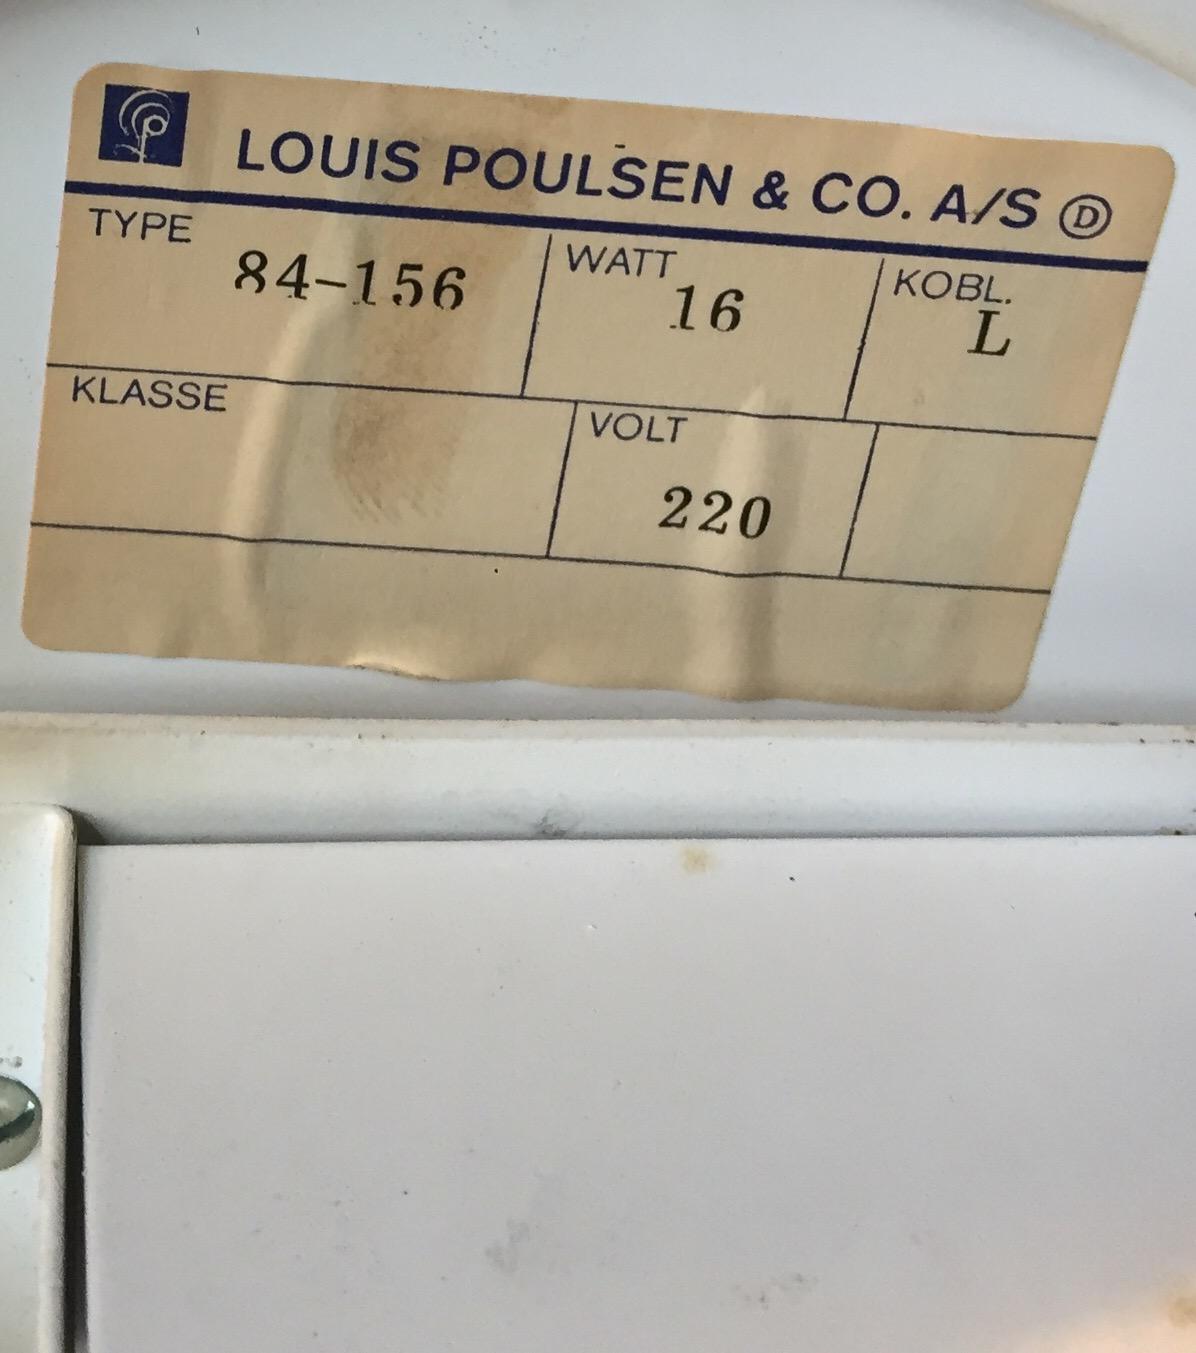 LOUIS POULSEN & CO. A/S Ⓓ
TYPE 84-156
WATT 16
KOBL. L
KLASSE
VOLT 220